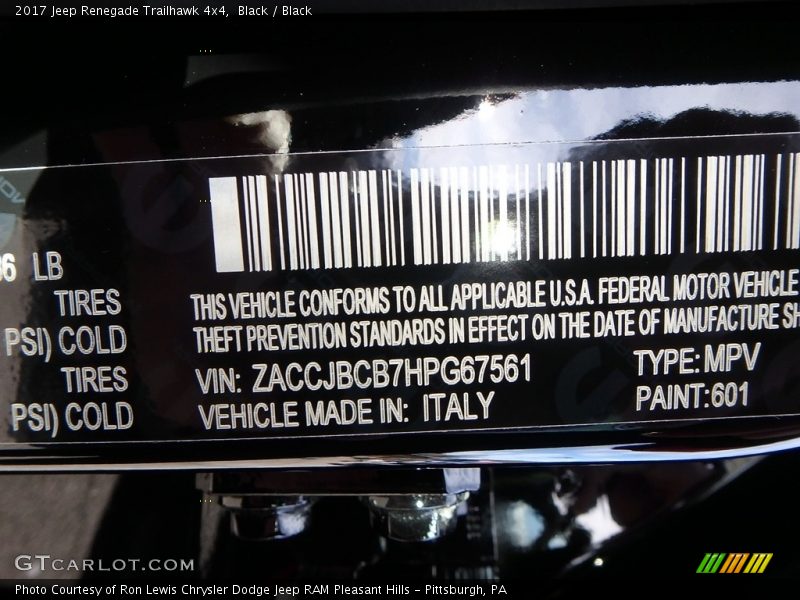 2017 Jeep Renegade Trailhawk 4x4, Black / Black
6 LB
TIRES
PSI) COLD
TIRES
PSI) COLD
THIS VEHICLE CONFORMS TO ALL APPLICABLE U.S.A. FEDERAL MOTOR VEHICLE
THEFT PREVENTION STANDARDS IN EFFECT ON THE DATE OF MANUFACTURE SH
VIN: ZACCJBCB7HPG67561 TYPE: MPV
VEHICLE MADE IN: ITALY PAINT: 601
GTCARLOT.COM
Photo Courtesy of Ron Lewis Chrysler Dodge Jeep RAM Pleasant Hills - Pittsburgh, PA